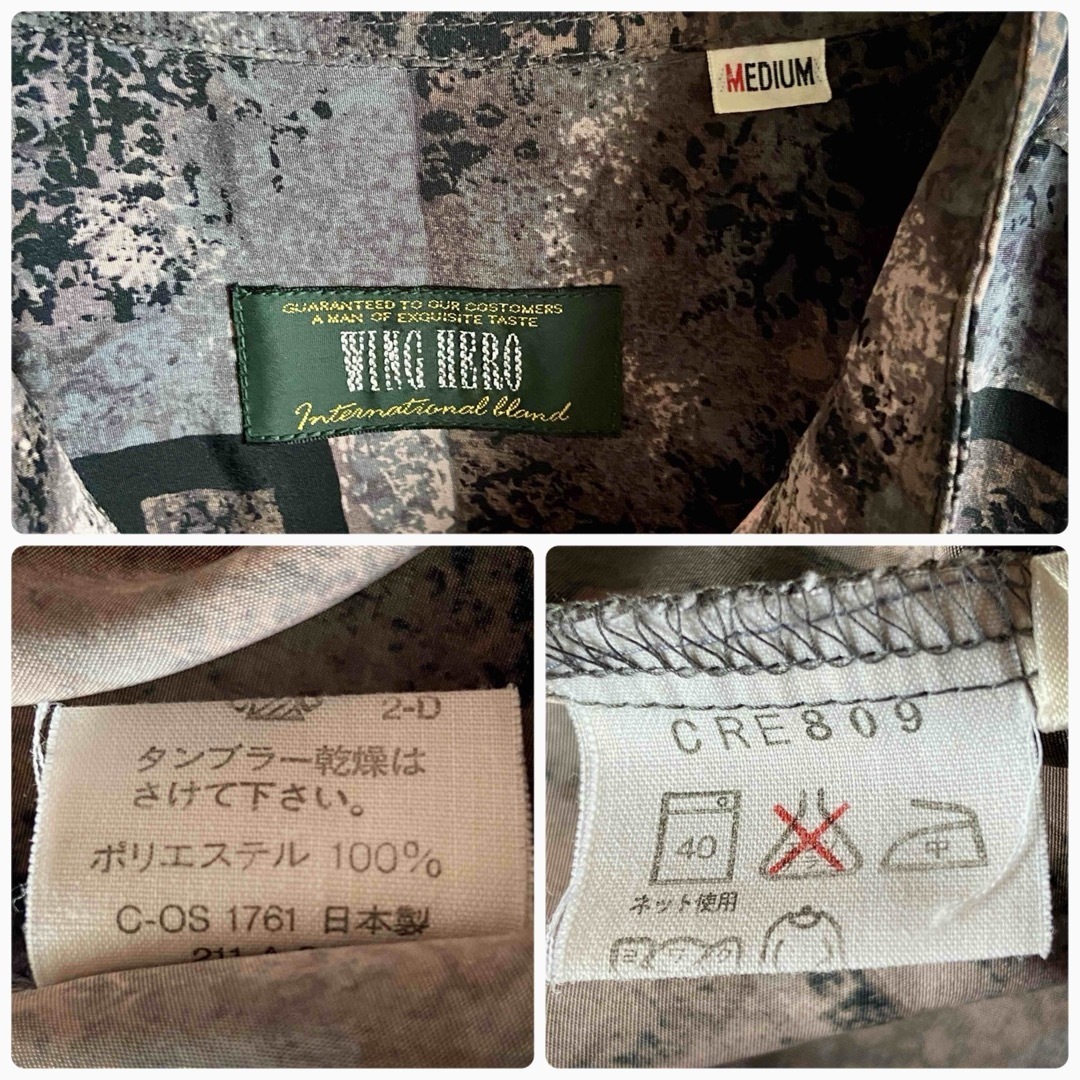 MEDIUM
GUARANTEED TO OUR COSTOMERS
A MAN OF EXQUISITE TASTE
WING HERO
International bland
2-D
タンブラー乾燥は
さけて下さい。
ポリエステル 100%
C-OS 1761 日本製
CRE809
40
中
ネット使用